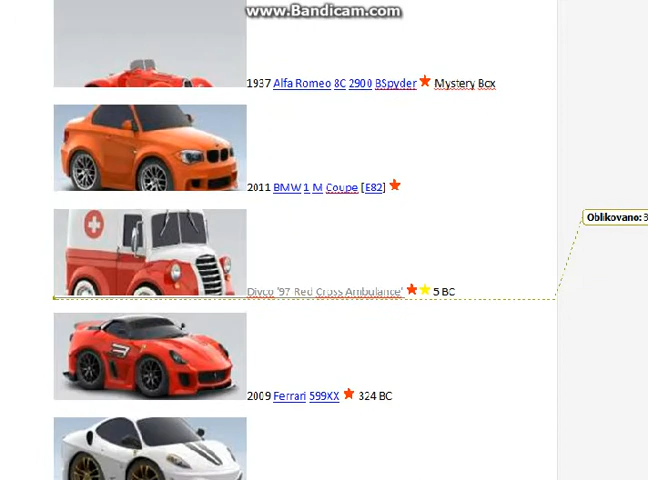 www.Bandicam.com
1937 Alfa Romeo 8C 2900 BSpyder Mystery Box
2011 BMW 1 M Coupe [E82]
Oblikovano: 3
Divco '97 Red Cross Ambulance' 5 BC
2009 Ferrari 599XX 324 BC